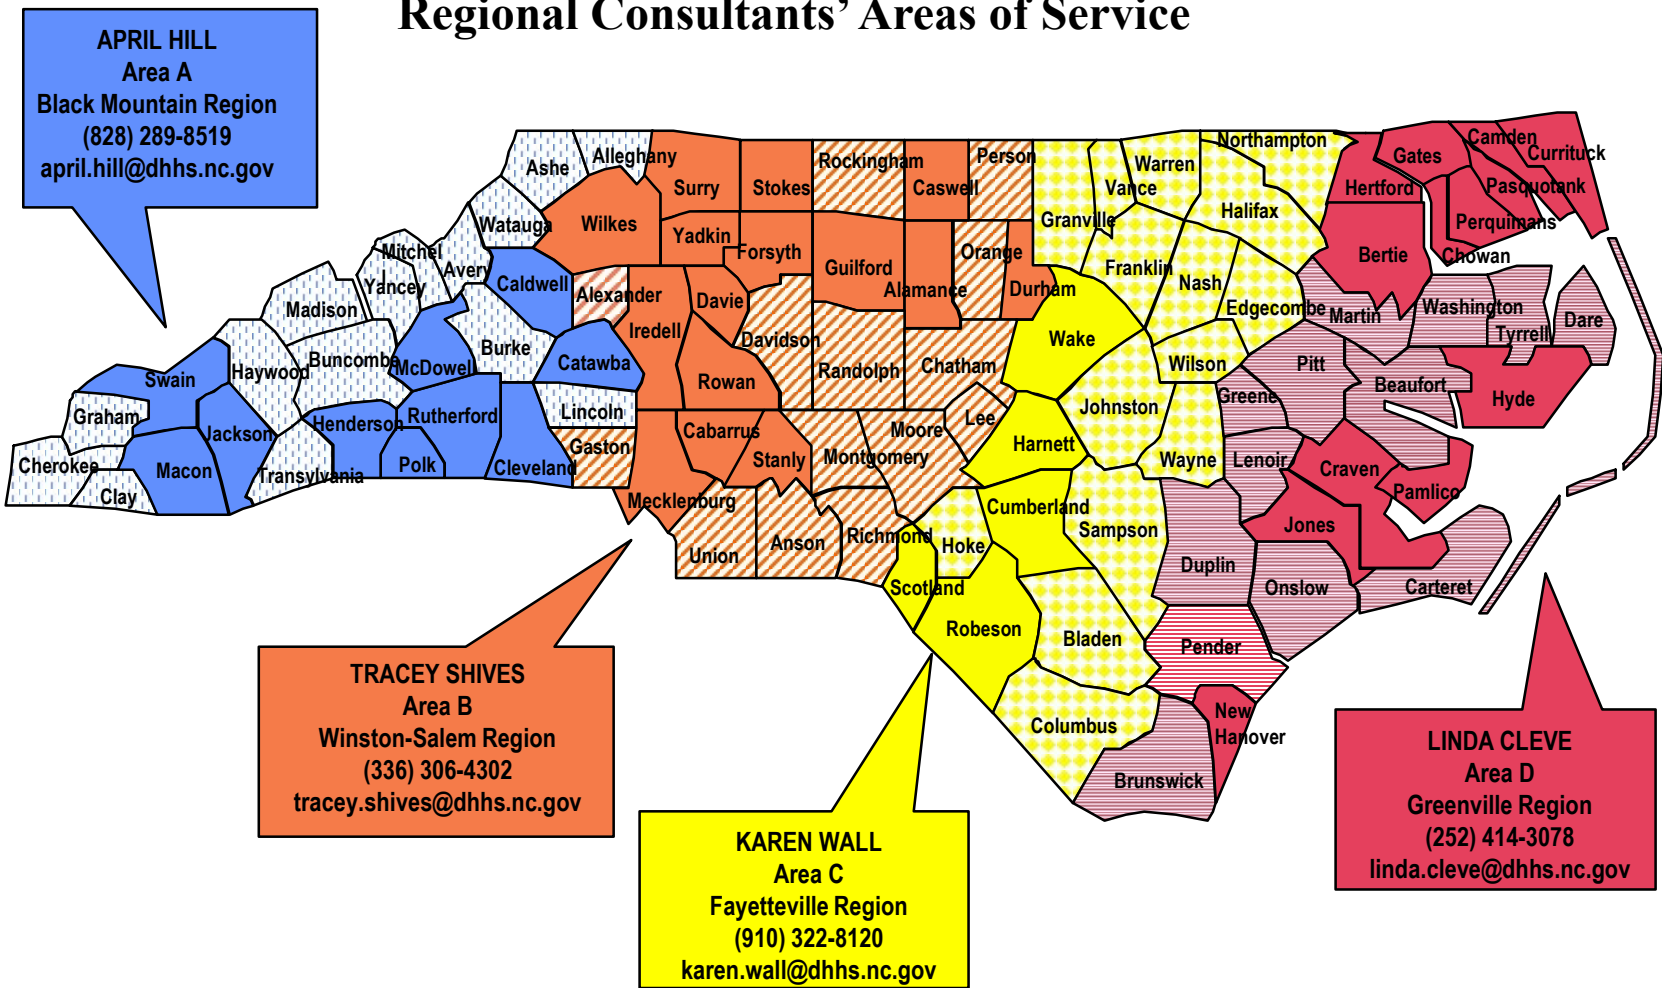 Regional Consultants’ Areas of Service
APRIL HILL
Area A
Black Mountain Region
(828) 289-8519
april.hill@dhhs.nc.gov
Ashe
Alleghany
Surry
Stokes
Rockingham
Caswell
Person
Granville
Vance
Warren
Northampton
Halifax
Hertford
Gates
Camden
Currituck
Pasquotank
Perquimans
Chowan
Bertie
Watauga
Wilkes
Yadkin
Forsyth
Guilford
Alamance
Orange
Durham
Franklin
Nash
Edgecombe
Martin
Washington
Tyrrell
Dare
Mitchel
Avery
Yancey
Caldwell
Alexander
Iredell
Davie
Davidson
Randolph
Chatham
Wake
Wilson
Pitt
Beaufort
Hyde
Madison
Buncombe
McDowell
Burke
Catawba
Rowan
Haywood
Swain
Graham
Jackson
Henderson
Rutherford
Lincoln
Gaston
Cabarrus
Stanly
Montgomery
Moore
Lee
Harnett
Johnston
Wayne
Greene
Lenoir
Craven
Pamlico
Cherokee
Clay
Macon
Transylvania
Polk
Cleveland
Mecklenburg
Union
Anson
Richmond
Hoke
Cumberland
Sampson
Duplin
Jones
Onslow
Carteret
Scotland
Robeson
Bladen
Pender
Columbus
New
Hanover
Brunswick
TRACEY SHIVES
Area B
Winston-Salem Region
(336) 306-4302
tracey.shives@dhhs.nc.gov
KAREN WALL
Area C
Fayetteville Region
(910) 322-8120
karen.wall@dhhs.nc.gov
LINDA CLEVE
Area D
Greenville Region
(252) 414-3078
linda.cleve@dhhs.nc.gov